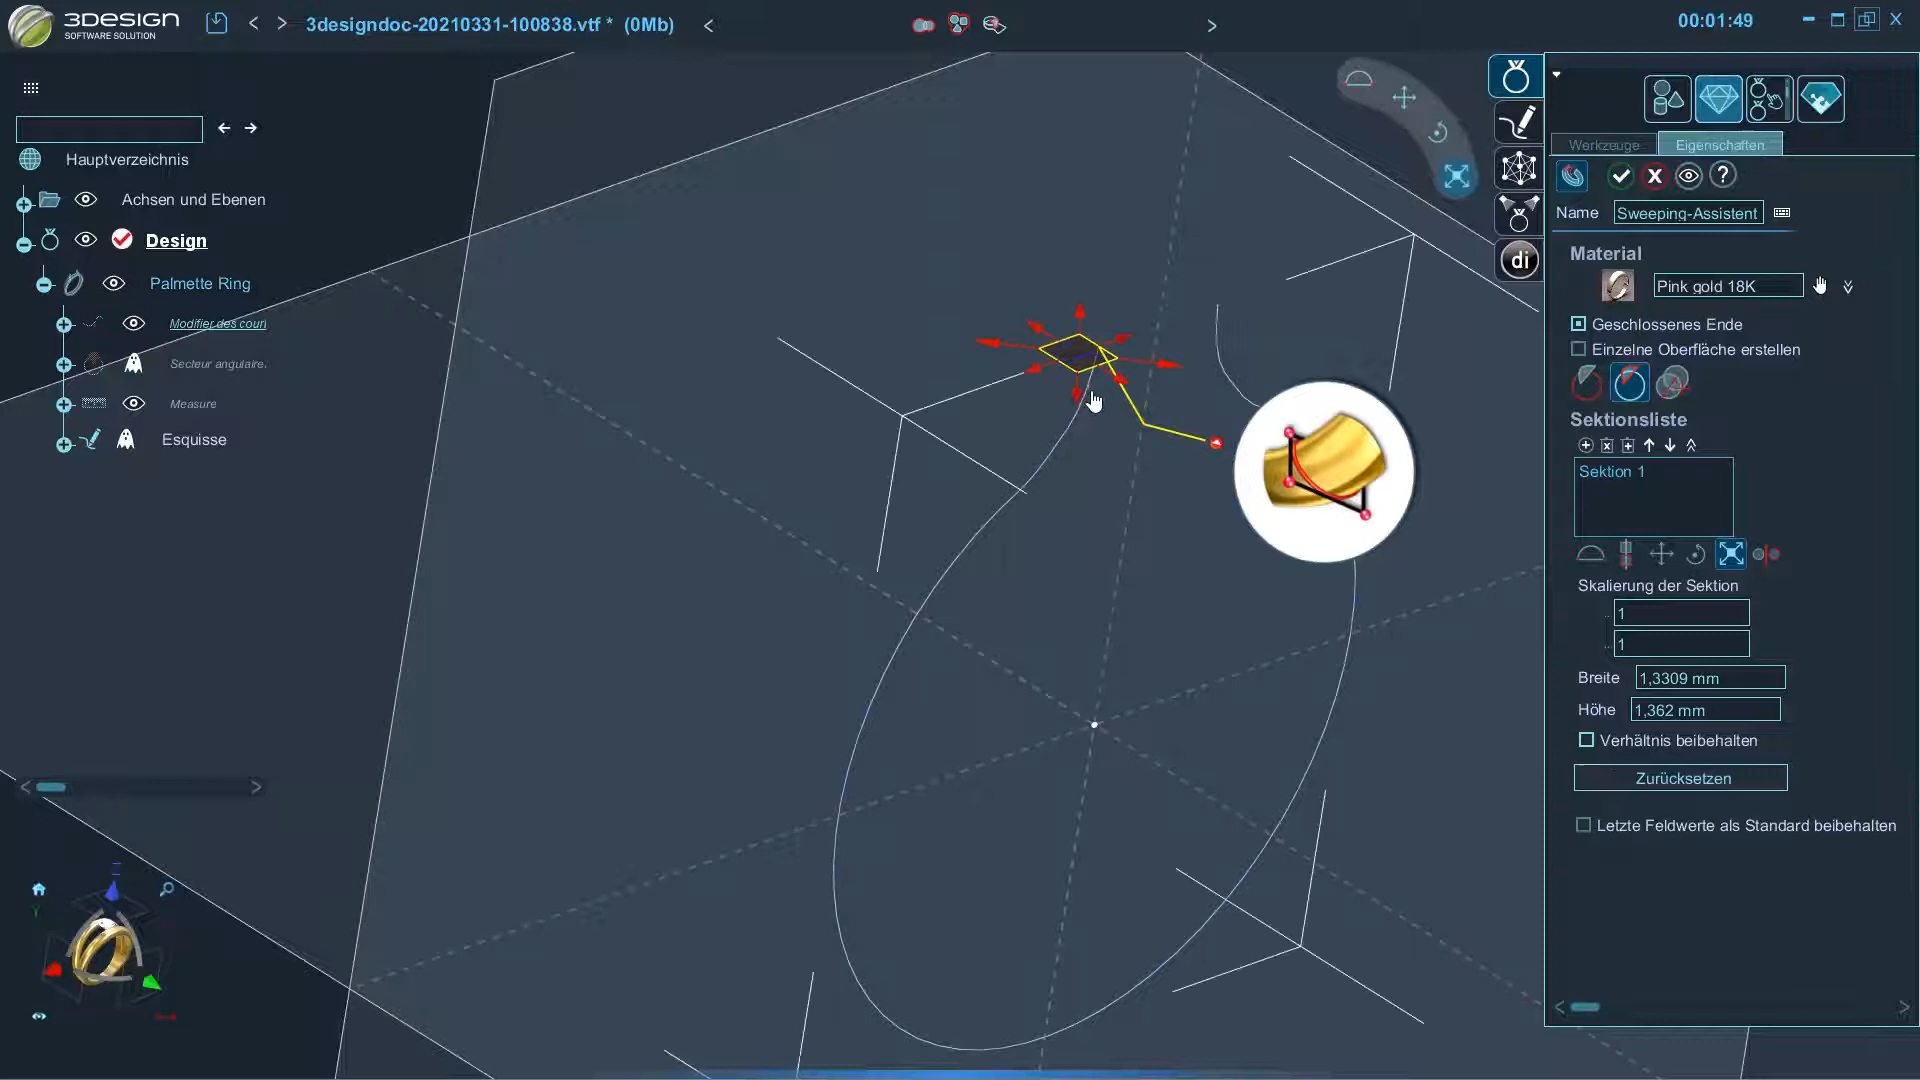 3DESIGN
SOFTWARE SOLUTION
3designdoc-20210331-100838.vtf * (0Mb)
00:01:49
Hauptverzeichnis
Achsen und Ebenen
Design
Palmette Ring
Modifier des cour
Secteur angulaire.
Measure
Esquisse
di
Werkzeuge
Eigenschaften
Name
Sweeping-Assistent
Material
Pink gold 18K
Geschlossenes Ende
Einzelne Oberfläche erstellen
Sektionsliste
Sektion 1
Skalierung der Sektion
1
1
Breite
1,3309 mm
Höhe
1,362 mm
Verhältnis beibehalten
Zurücksetzen
Letzte Feldwerte als Standard beibehalten
Z
Y